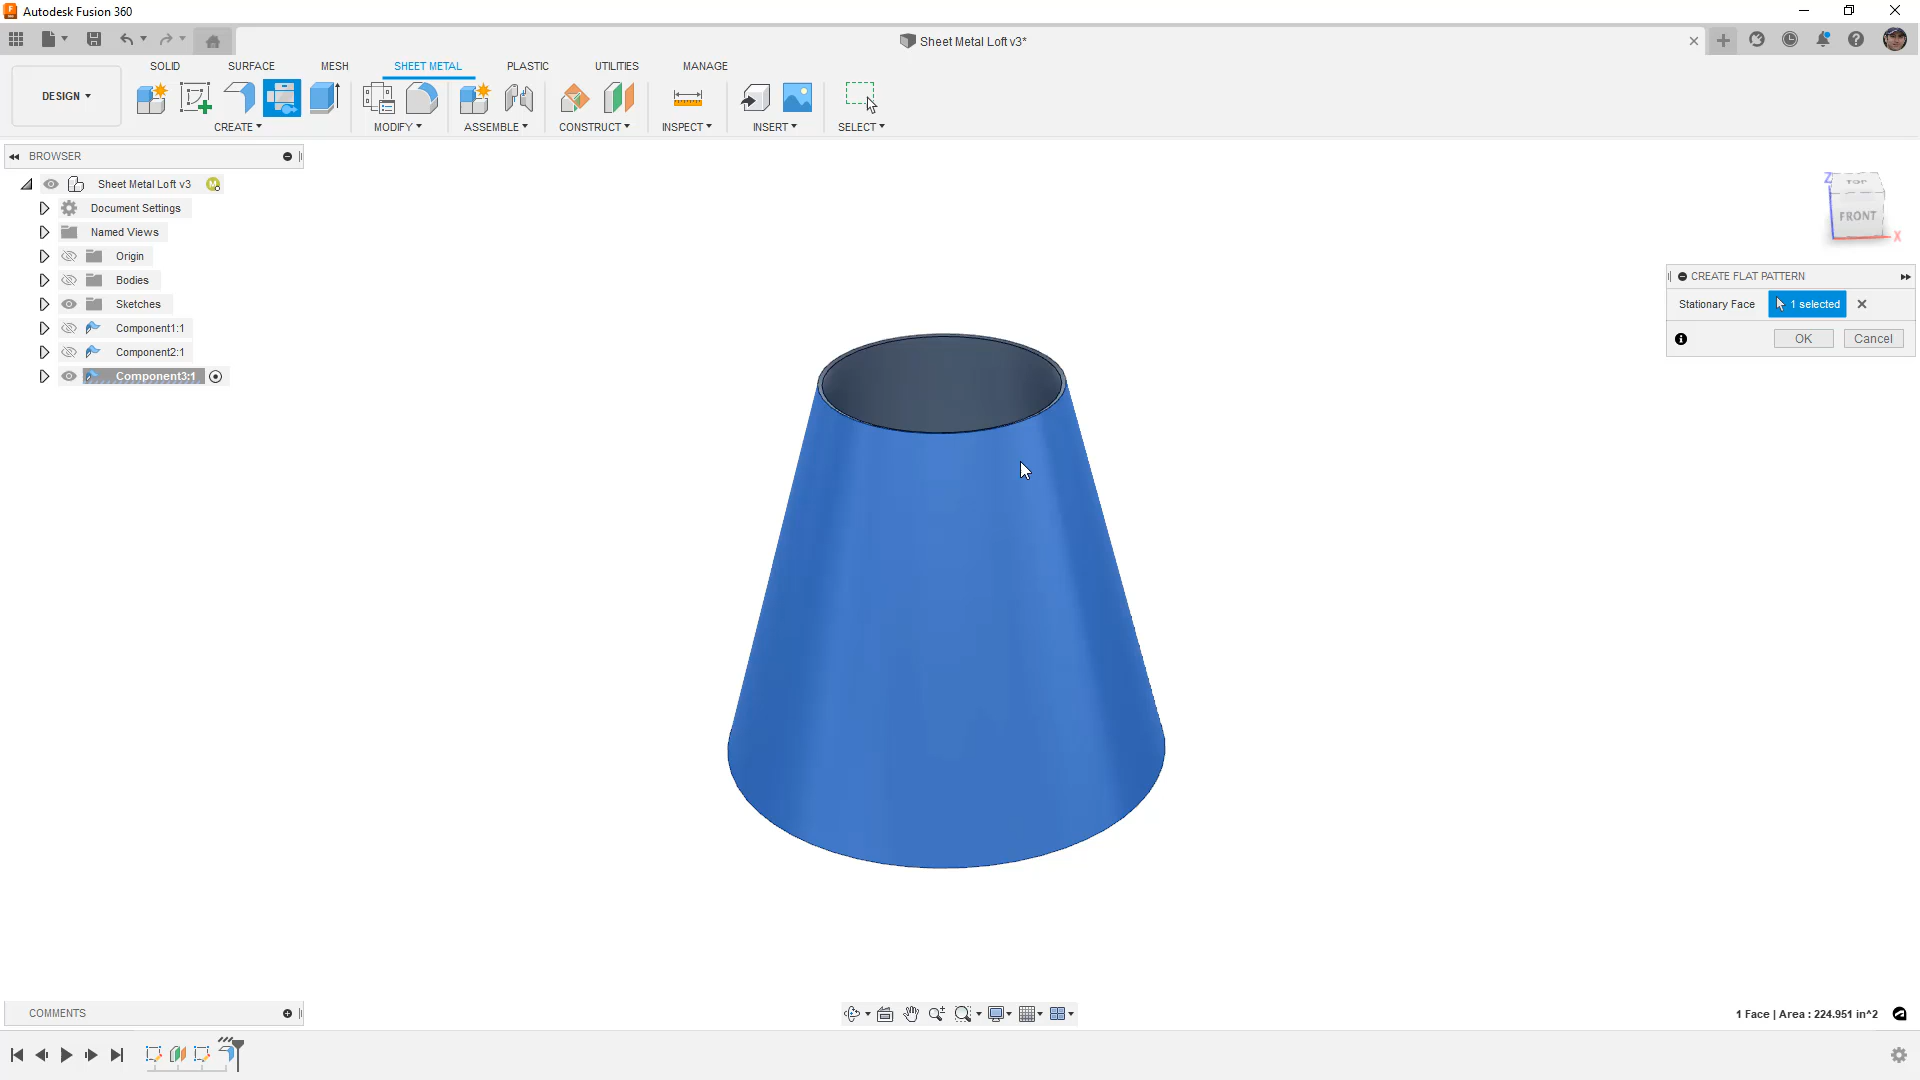 Autodesk Fusion 360
Sheet Metal Loft v3*
SOLID SURFACE MESH SHEET METAL PLASTIC UTILITIES MANAGE
DESIGN
CREATE MODIFY ASSEMBLE CONSTRUCT INSPECT INSERT SELECT
BROWSER
Sheet Metal Loft v3
Document Settings
Named Views
Origin
Bodies
Sketches
Component1:1
Component2:1
Component3:1
Z
TOP
FRONT
X
CREATE FLAT PATTERN
Stationary Face 1 selected
OK Cancel
COMMENTS
1 Face | Area : 224.951 in^2